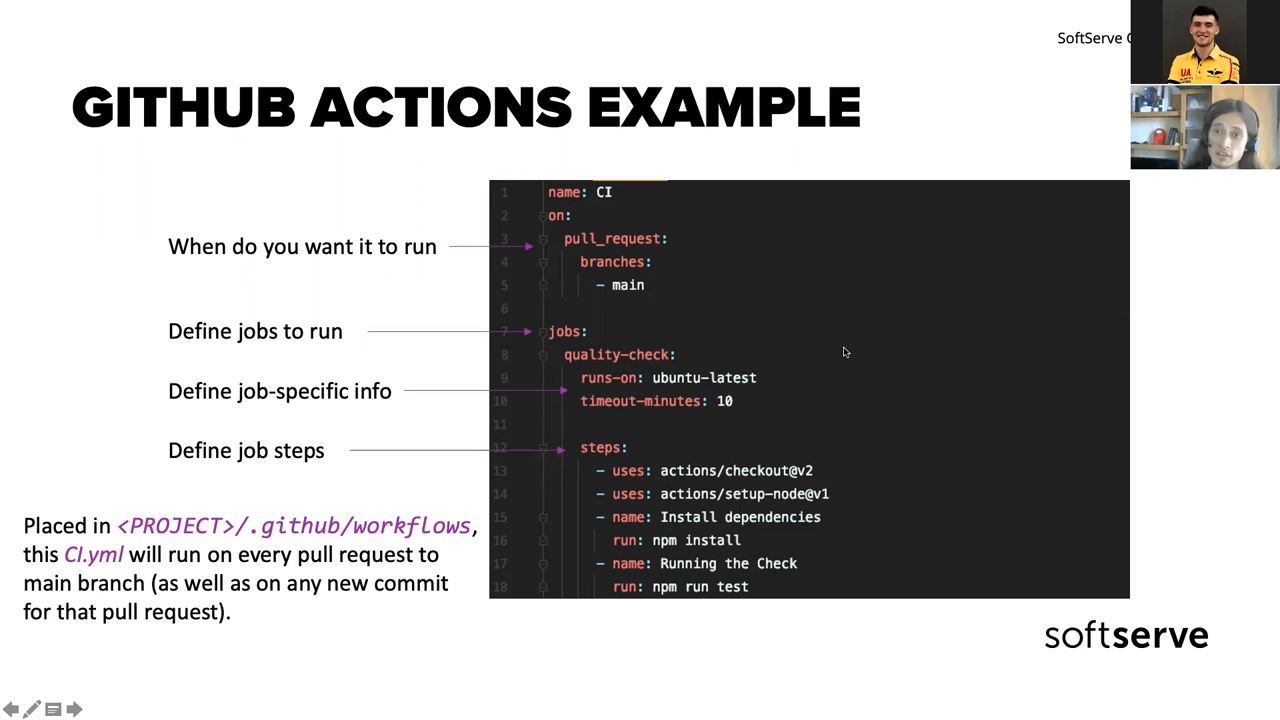 SoftServe
GITHUB ACTIONS EXAMPLE
When do you want it to run
Define jobs to run
Define job-specific info
Define job steps
Placed in <PROJECT>/.github/workflows,
this CI.yml will run on every pull request to
main branch (as well as on any new commit
for that pull request).
1 name: CI
2 on:
3 pull_request:
4 branches:
5 - main
6
7 jobs:
8 quality-check:
9 runs-on: ubuntu-latest
10 timeout-minutes: 10
11
12 steps:
13 - uses: actions/checkout@v2
14 - uses: actions/setup-node@v1
15 - name: Install dependencies
16 run: npm install
17 - name: Running the Check
18 run: npm run test
UA
softserve